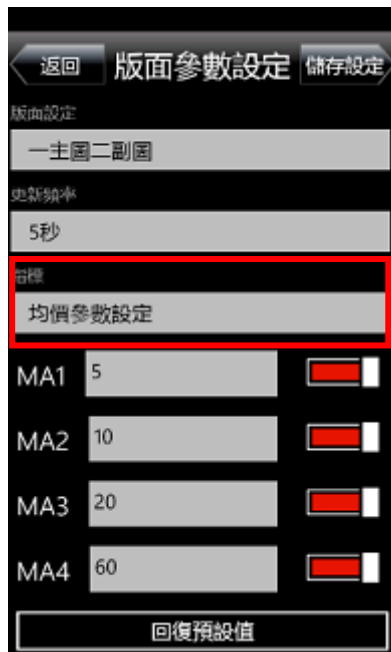 返回
版面參數設定
儲存設定
版面設定
一主圖二副圖
更新頻率
5秒
指標
均價參數設定
MA1 5
MA2 10
MA3 20
MA4 60
回復預設值